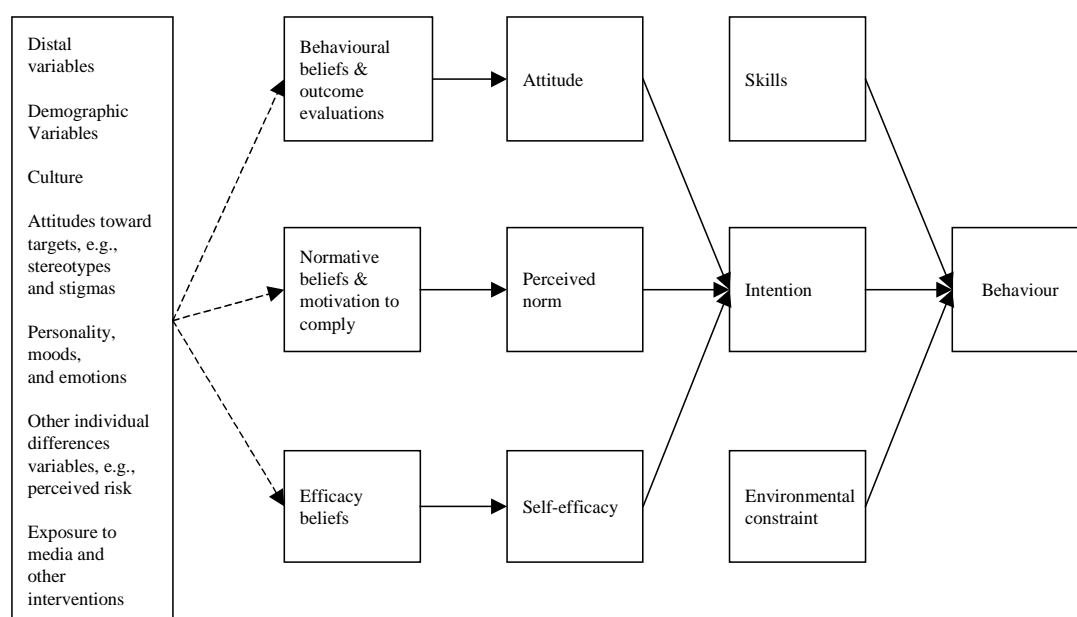 Distal
variables
Demographic
Variables
Culture
Attitudes toward
targets, e.g.,
stereotypes
and stigmas
Personality,
moods,
and emotions
Other individual
differences
variables, e.g.,
perceived risk
Exposure to
media and
other
interventions
Behavioural
beliefs &
outcome
evaluations
Attitude
Skills
Normative
beliefs &
motivation to
comply
Perceived
norm
Intention
Behaviour
Efficacy
beliefs
Self-efficacy
Environmental
constraint